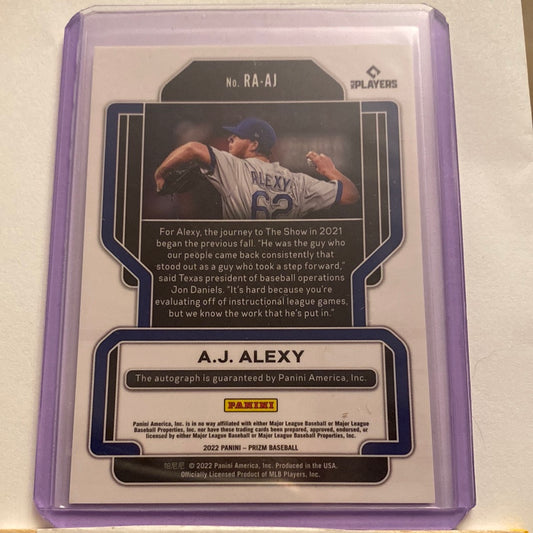 No. RA-AJ
PLAYERS
ALEXY
62
For Alexy, the journey to The Show in 2021
began the previous fall. "He was the guy who
our people came back consistently that
stood out as a guy who took a step forward,"
said Texas president of baseball operations
Jon Daniels. "It's hard because you're
evaluating off of instructional league games,
but we know the work that he's put in."
A.J. ALEXY
The autograph is guaranteed by Panini America, Inc.
PANINI
Panini America, Inc. is in no way affiliated with either Major League Baseball or Major League
Baseball Properties, Inc. nor have these trading cards been prepared, approved, endorsed, or
licensed by either Major League Baseball or Major League Baseball Properties, Inc.
2022 PANINI – PRIZM BASEBALL
© 2022 Panini America, Inc. Produced in the USA.
Officially Licensed Product of MLB Players, Inc.